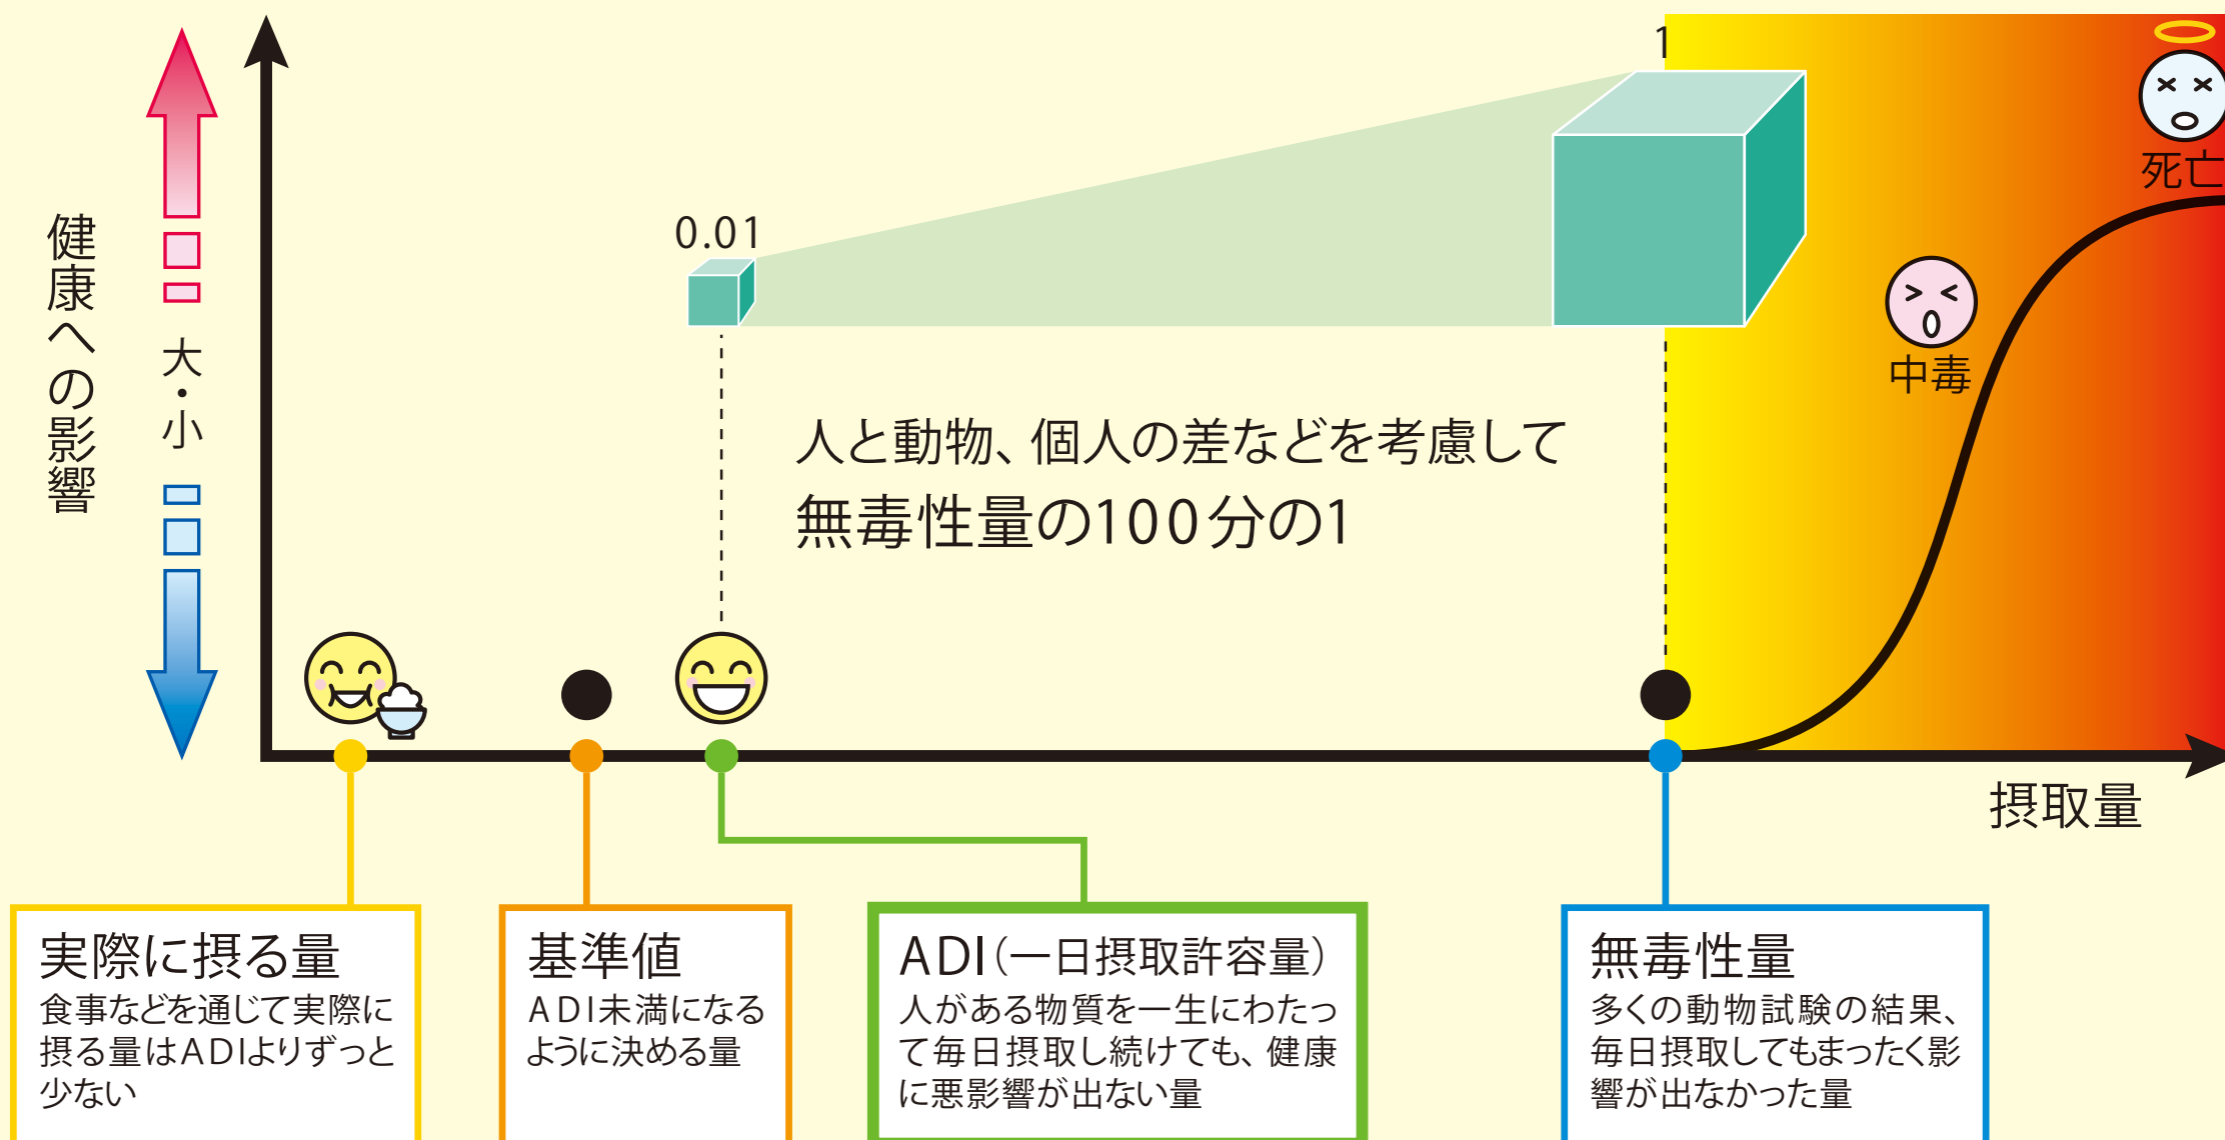 健康への影響
大・小
0.01
1
死亡
中毒
人と動物、個人の差などを考慮して
無毒性量の100分の1
摂取量
実際に摂る量
食事などを通じて実際に
摂る量はADIよりずっと
少ない
基準値
ADI未満になる
ように決める量
ADI（一日摂取許容量）
人がある物質を一生にわたっ
て毎日摂取し続けても、健康
に悪影響が出ない量
無毒性量
多くの動物試験の結果、
毎日摂取してもまったく影
響が出なかった量